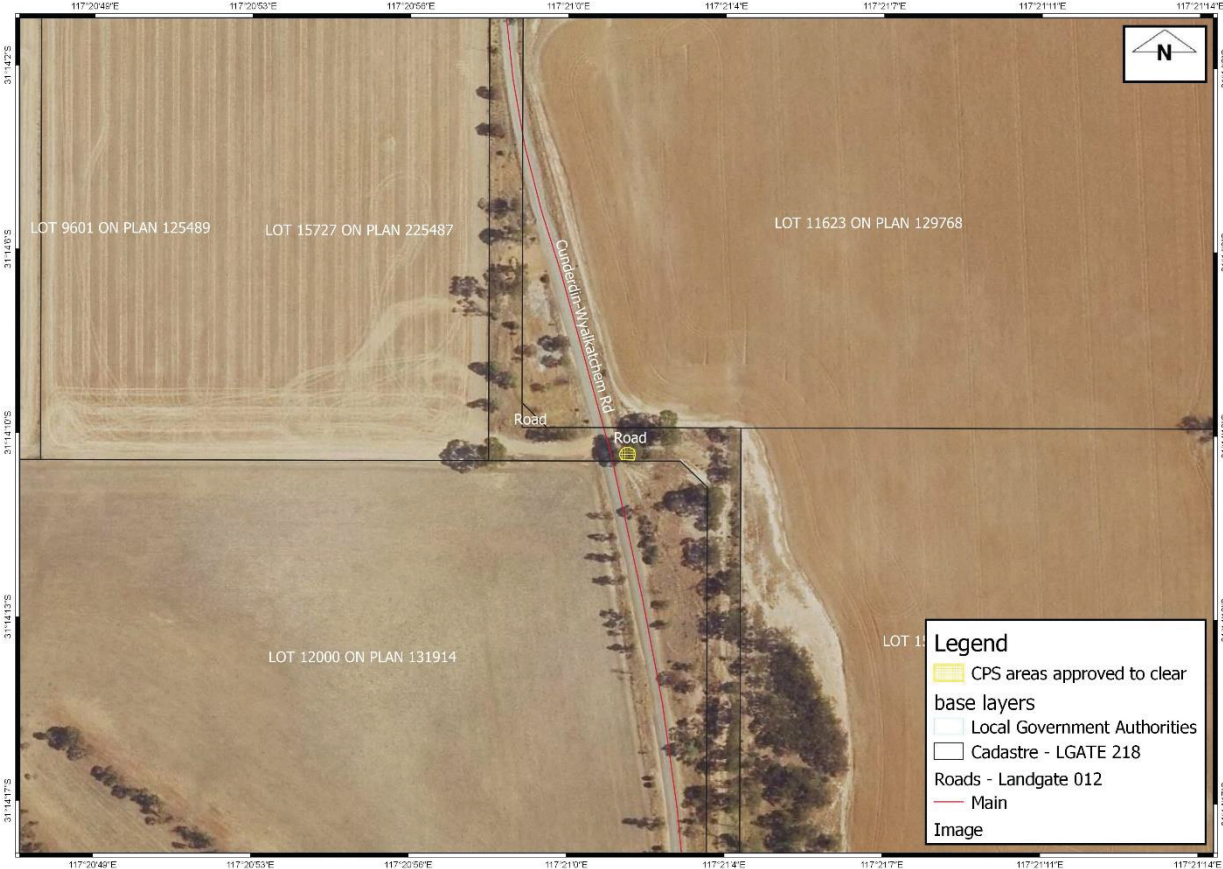 117°20'49"E 117°20'53"E 117°20'56"E 117°21'0"E 117°21'4"E 117°21'7"E 117°21'11"E 117°21'14"E
N
31°14'2"S
LOT 9601 ON PLAN 125489
LOT 15727 ON PLAN 225487
LOT 11623 ON PLAN 129768
31°14'6"S
Cunderdin-Wyalkatchem Rd
Road
Road
31°14'10"S
31°14'13"S
LOT 12000 ON PLAN 131914
LOT 15
31°14'17"S
Legend
CPS areas approved to clear
base layers
Local Government Authorities
Cadastre - LGATE 218
Roads - Landgate 012
Main
Image
117°20'49"E 117°20'53"E 117°20'56"E 117°21'0"E 117°21'4"E 117°21'7"E 117°21'11"E 117°21'14"E